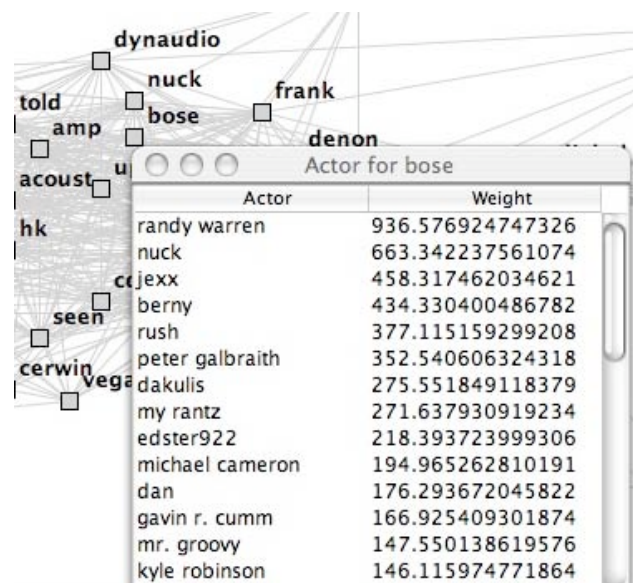 dynaudio
nuck
frank
told
bose
amp
denon
acoust
Actor for bose
Actor Weight
hk
randy warren 936.576924747326
nuck 663.342237561074
jexx 458.317462034621
berny 434.330400486782
seen
rush 377.115159299208
peter galbraith 352.540606324318
cerwin
vega
dakulis 275.551849118379
my rantz 271.637930919234
edster922 218.393723999306
michael cameron 194.965262810191
dan 176.293672045822
gavin r. cumm 166.925409301874
mr. groovy 147.550138619576
kyle robinson 146.115974771864